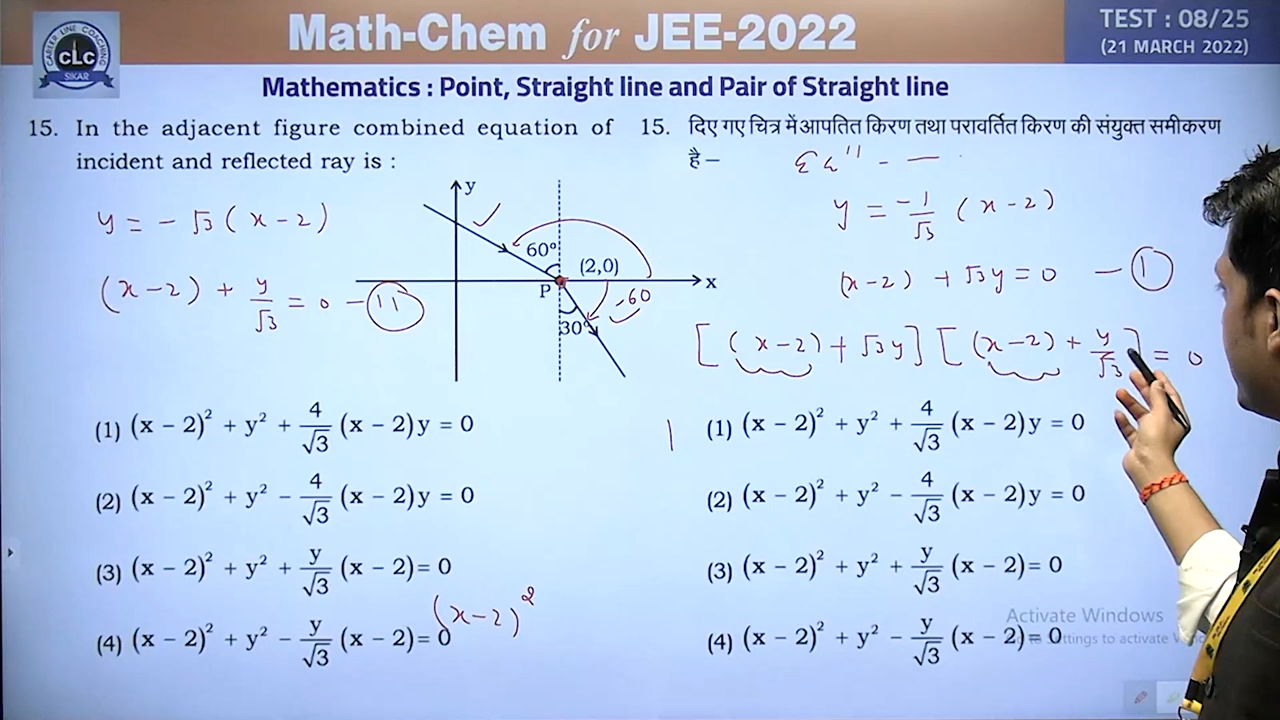 CAREER LINE COACHING
CLC
SIKAR
Math-Chem for JEE-2022
TEST : 08/25
(21 MARCH 2022)
Mathematics : Point, Straight line and Pair of Straight line
15. In the adjacent figure combined equation of
incident and reflected ray is :
y = - √3 (x - 2)
(x - 2) + y/√3 = 0 - (11)
y
60°
(2,0)
x
P
-60
30°
(1) (x − 2)² + y² + 4/√3 (x − 2)y = 0
(2) (x − 2)² + y² − 4/√3 (x − 2)y = 0
(3) (x − 2)² + y² + y/√3 (x − 2)= 0
(4) (x − 2)² + y² − y/√3 (x − 2)= 0
(x-2)²
15. दिए गए चित्र में आपतित किरण तथा परावर्तित किरण की संयुक्त समीकरण
है –
y = -1/√3 (x - 2)
(x - 2) + √3 y = 0 - (1)
[(x - 2) + √3 y] [(x - 2) + y/√3] = 0
(1) (x − 2)² + y² + 4/√3 (x − 2)y = 0
(2) (x − 2)² + y² − 4/√3 (x − 2)y = 0
(3) (x − 2)² + y² + y/√3 (x − 2)= 0
(4) (x − 2)² + y² − y/√3 (x − 2)= 0
Activate Windows
Settings to activate